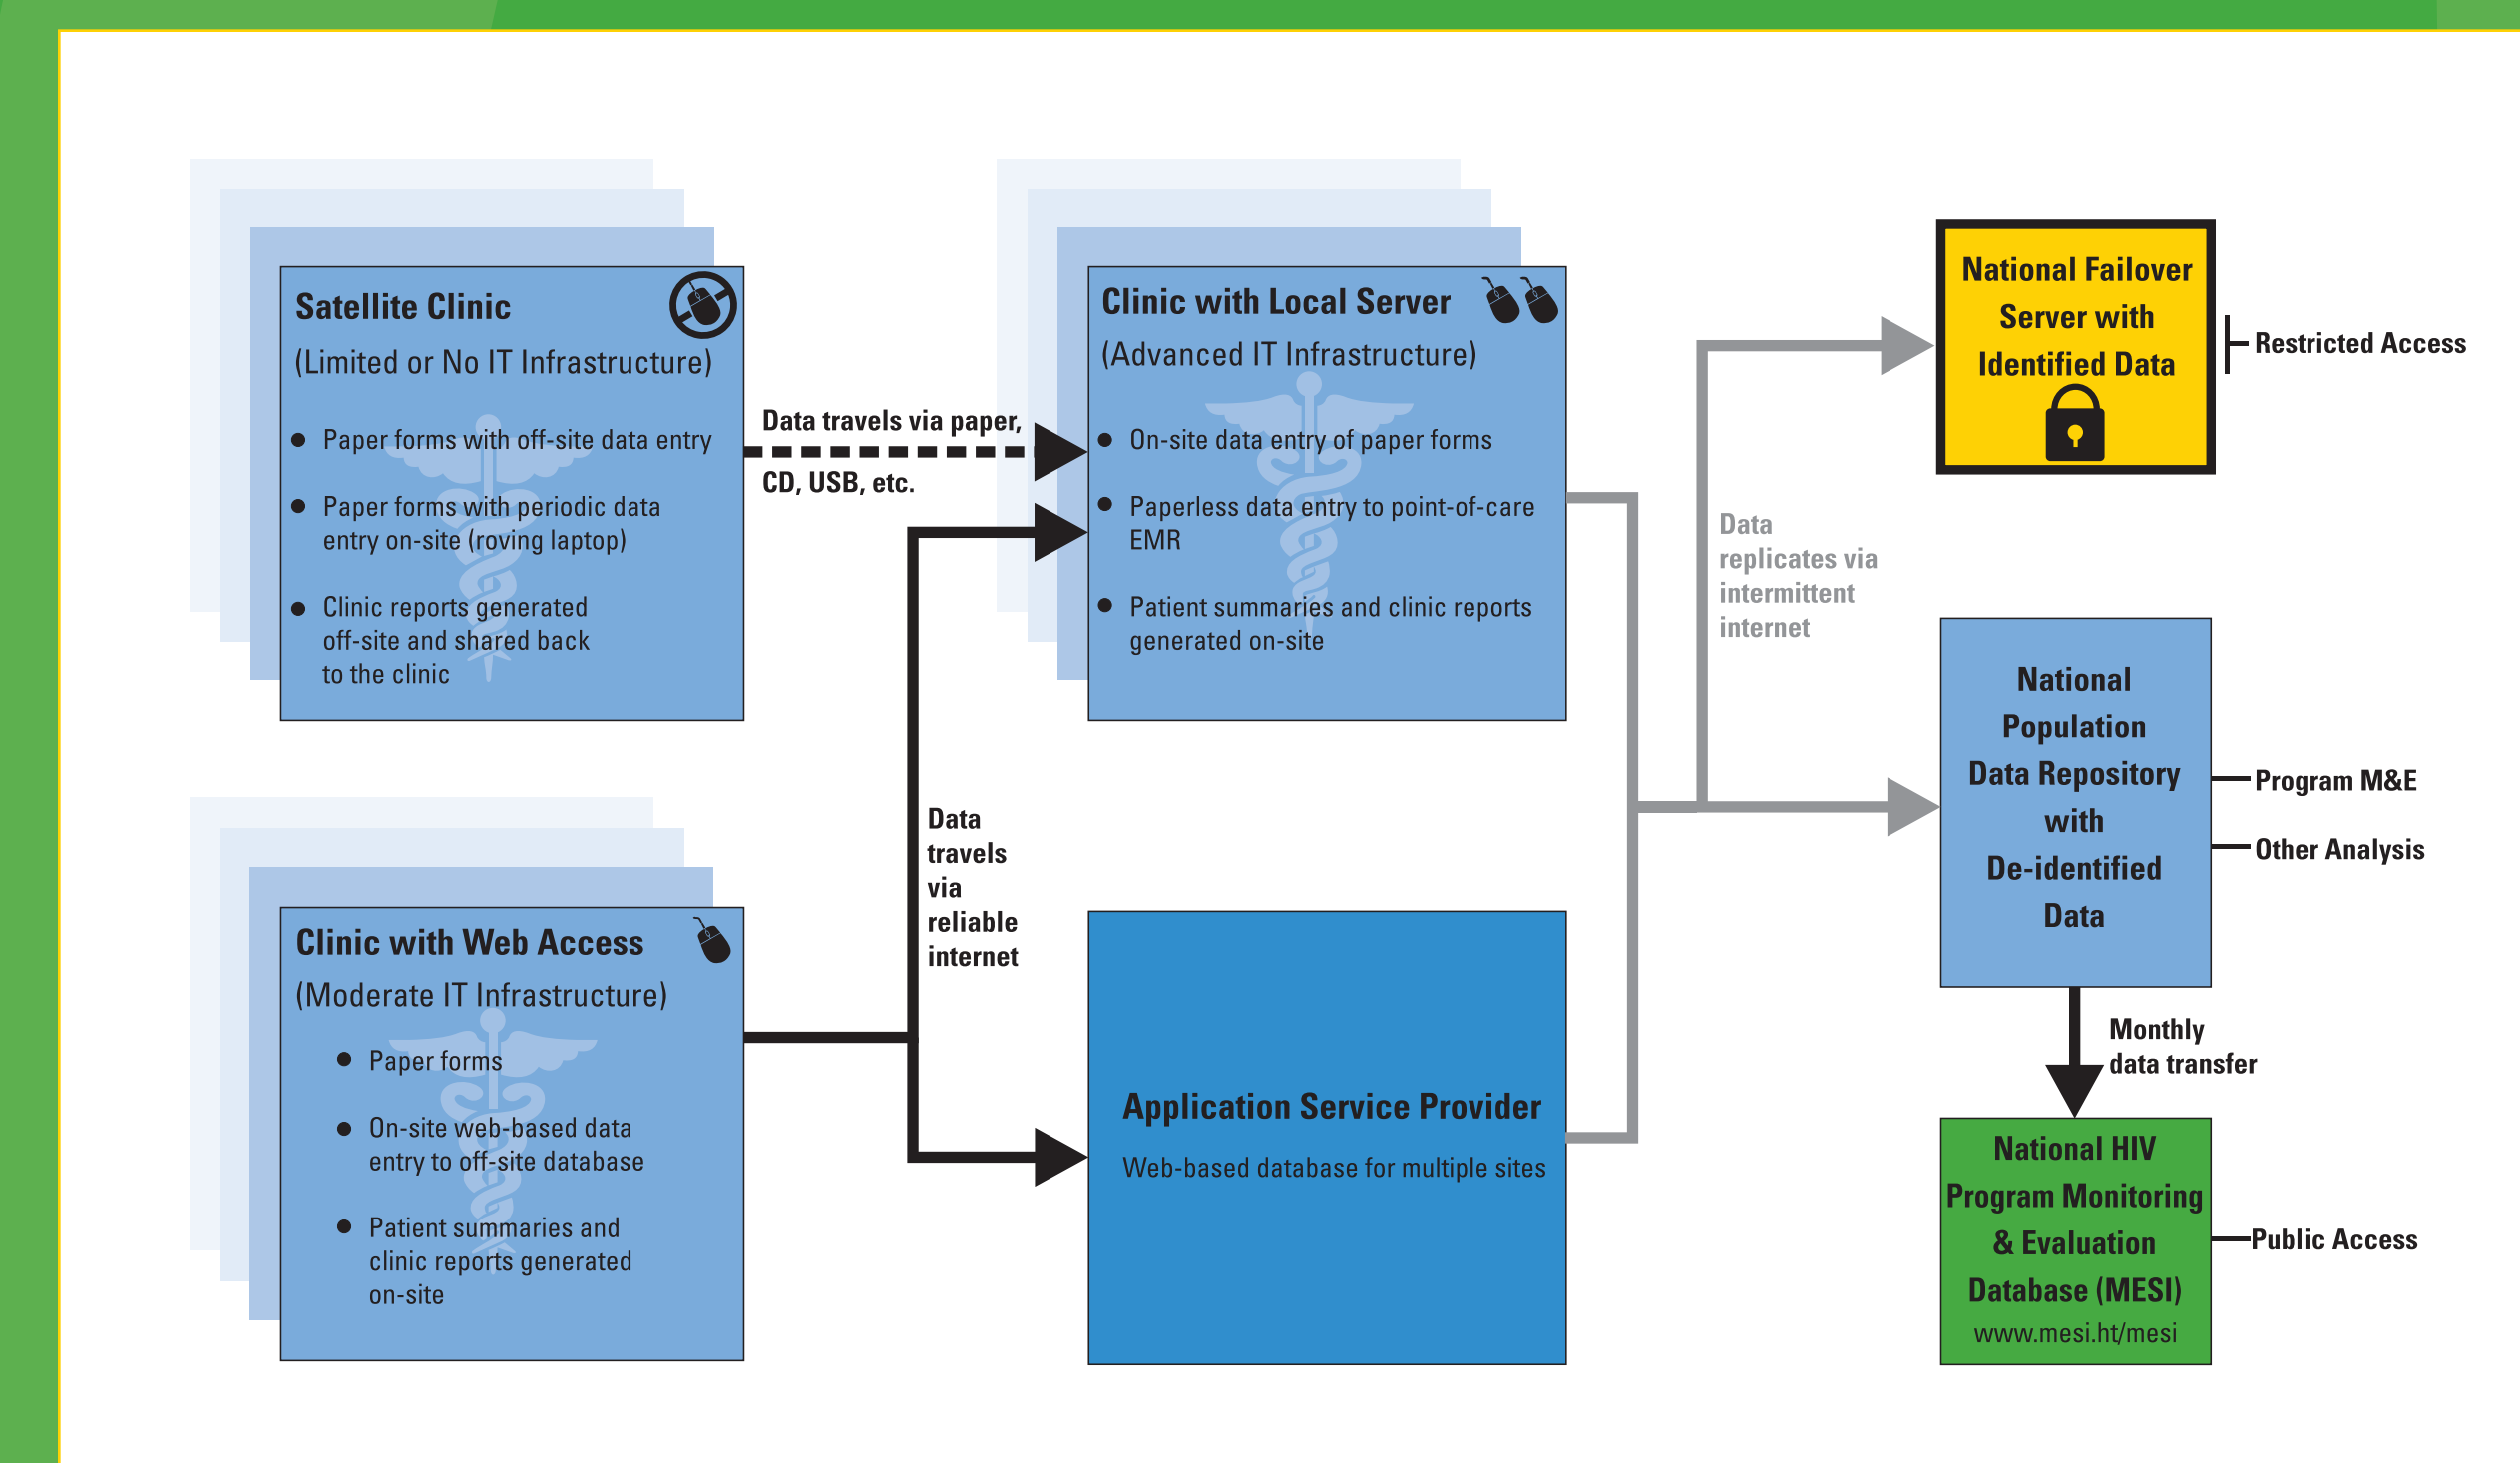 Satellite Clinic
(Limited or No IT Infrastructure)
Paper forms with off-site data entry
Paper forms with periodic data
entry on-site (roving laptop)
Clinic reports generated
off-site and shared back
to the clinic
Data travels via paper,
CD, USB, etc.
Clinic with Local Server
(Advanced IT Infrastructure)
On-site data entry of paper forms
Paperless data entry to point-of-care
EMR
Patient summaries and clinic reports
generated on-site
Clinic with Web Access
(Moderate IT Infrastructure)
Paper forms
On-site web-based data
entry to off-site database
Patient summaries and
clinic reports generated
on-site
Data
travels
via
reliable
internet
Application Service Provider
Web-based database for multiple sites
Data
replicates via
intermittent
internet
National Failover
Server with
Identified Data
Restricted Access
National
Population
Data Repository
with
De-identified
Data
Program M&E
Other Analysis
Monthly
data transfer
National HIV
Program Monitoring
& Evaluation
Database (MESI)
www.mesi.ht/mesi
Public Access